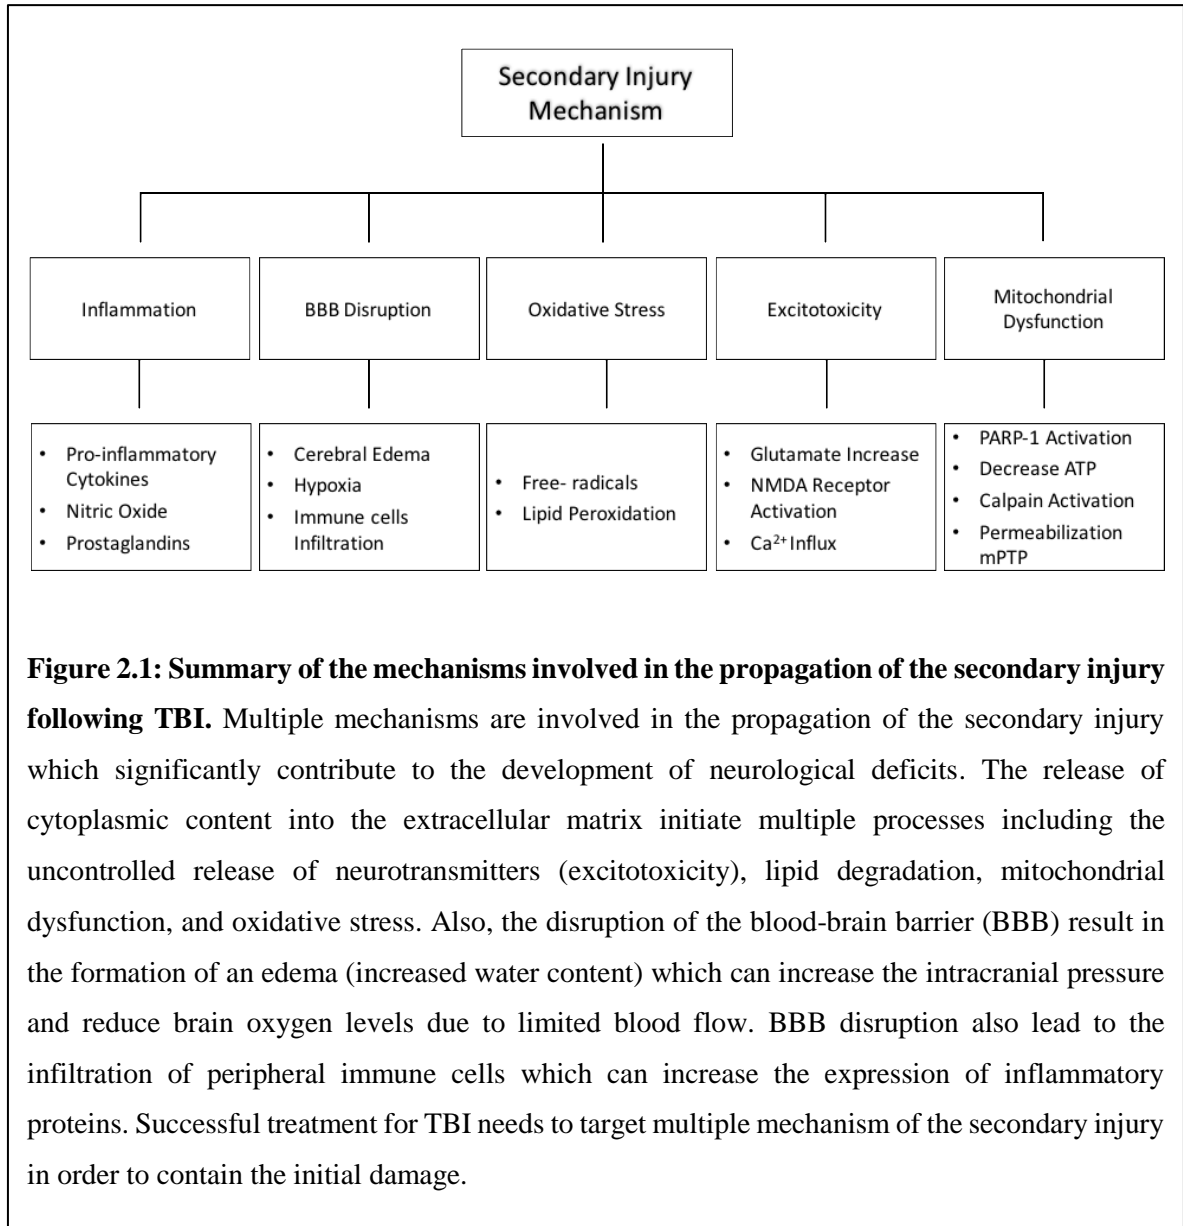 Secondary Injury
Mechanism
Inflammation
BBB Disruption
Oxidative Stress
Excitotoxicity
Mitochondrial
Dysfunction
• Pro-inflammatory
Cytokines
• Nitric Oxide
• Prostaglandins
• Cerebral Edema
• Hypoxia
• Immune cells
Infiltration
• Free- radicals
• Lipid Peroxidation
• Glutamate Increase
• NMDA Receptor
Activation
• Ca²⁺ Influx
• PARP-1 Activation
• Decrease ATP
• Calpain Activation
• Permeabilization
mPTP
Figure 2.1: Summary of the mechanisms involved in the propagation of the secondary injury
following TBI. Multiple mechanisms are involved in the propagation of the secondary injury
which significantly contribute to the development of neurological deficits. The release of
cytoplasmic content into the extracellular matrix initiate multiple processes including the
uncontrolled release of neurotransmitters (excitotoxicity), lipid degradation, mitochondrial
dysfunction, and oxidative stress. Also, the disruption of the blood-brain barrier (BBB) result in
the formation of an edema (increased water content) which can increase the intracranial pressure
and reduce brain oxygen levels due to limited blood flow. BBB disruption also lead to the
infiltration of peripheral immune cells which can increase the expression of inflammatory
proteins. Successful treatment for TBI needs to target multiple mechanism of the secondary injury
in order to contain the initial damage.